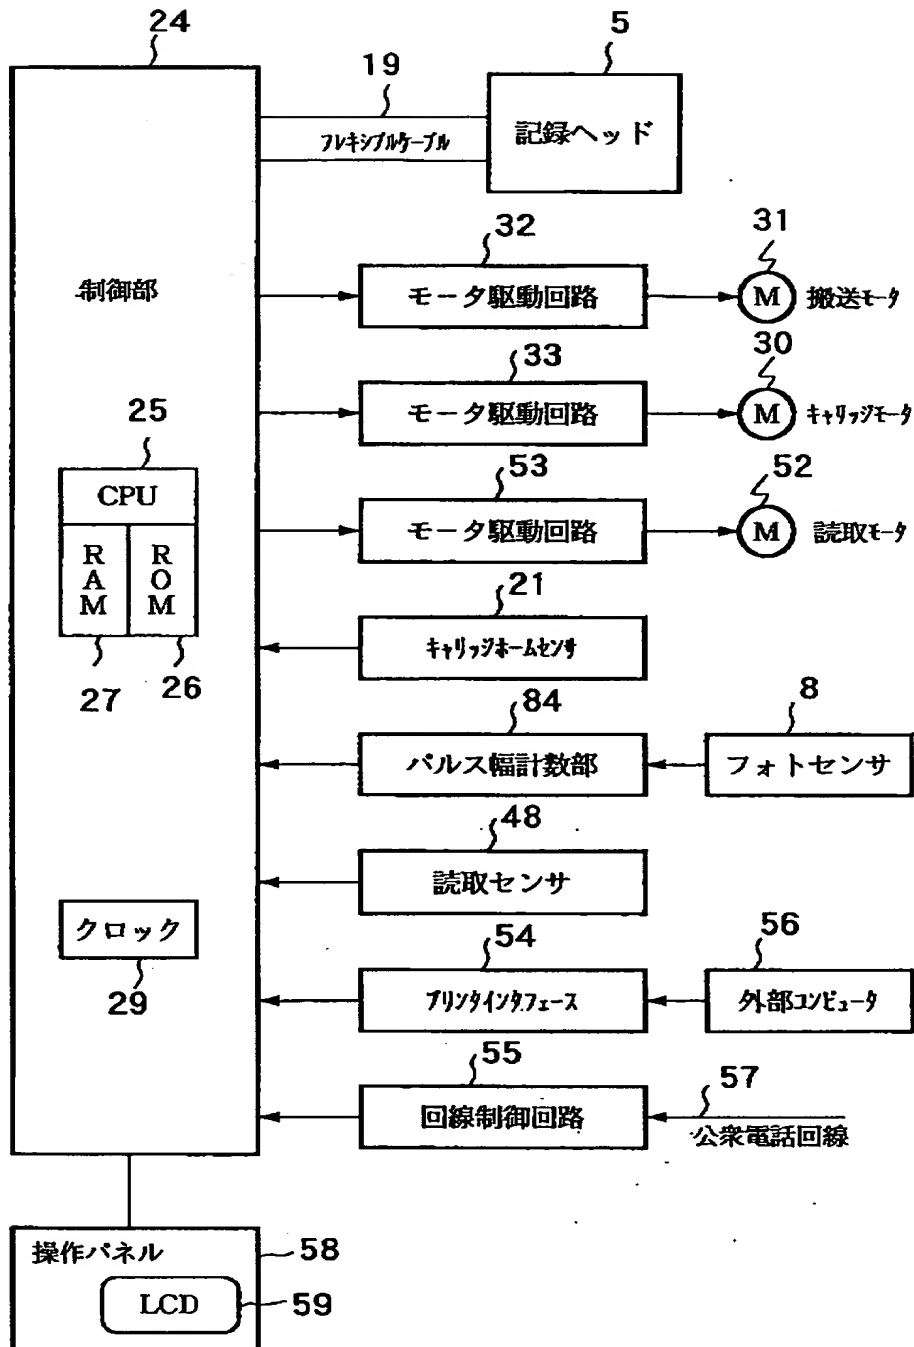 24
5
19
フレキシブルケーブル
記録ヘッド
制御部
32
モータ駆動回路
31
M
搬送モータ
33
モータ駆動回路
30
M
キャリッジモータ
25
CPU
RAM
ROM
27
26
53
モータ駆動回路
52
M
読取モータ
21
キャリッジホームセンサ
84
パルス幅計数部
8
フォトセンサ
48
読取センサ
クロック
29
54
プリンタインタフェース
56
外部コンピュータ
55
回線制御回路
57
公衆電話回線
操作パネル
58
LCD
59